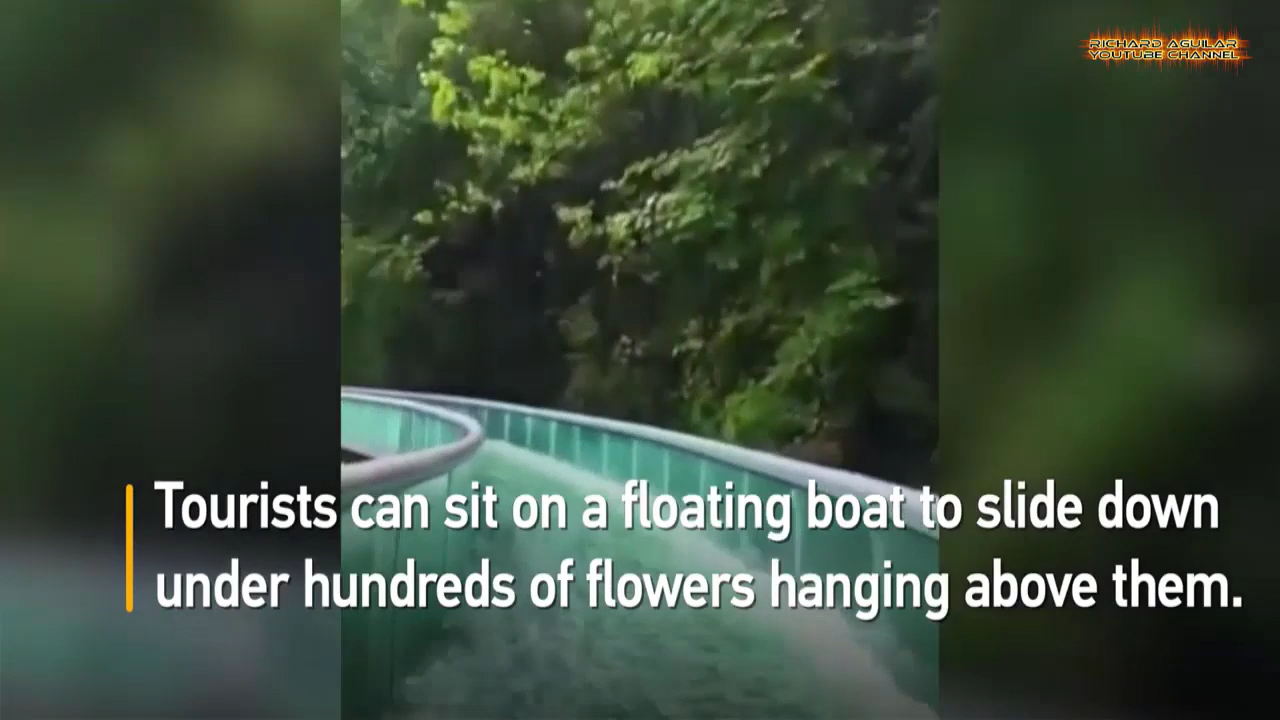 RICHARD AGUILAR
YOUTUBE CHANNEL
Tourists can sit on a floating boat to slide down
under hundreds of flowers hanging above them.